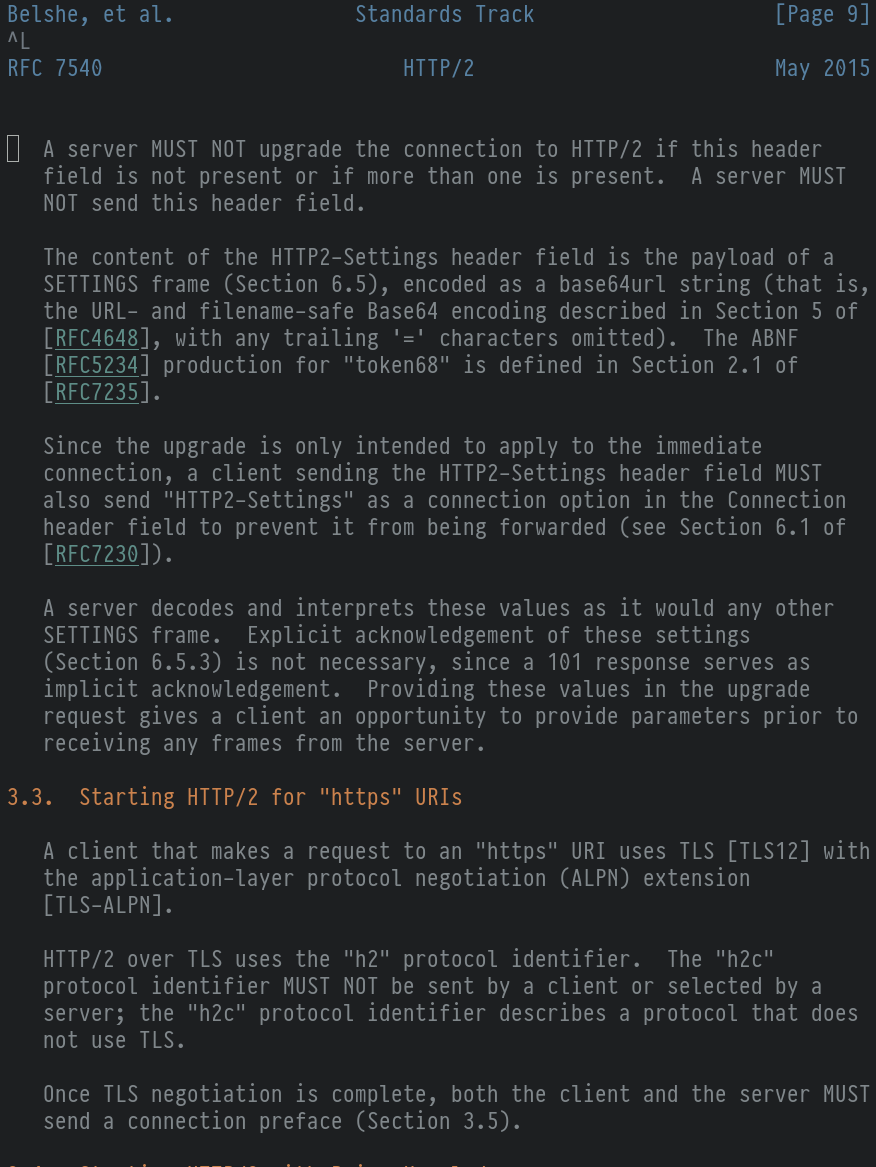 Belshe, et al. Standards Track [Page 9]
^L
RFC 7540 HTTP/2 May 2015
A server MUST NOT upgrade the connection to HTTP/2 if this header
field is not present or if more than one is present.  A server MUST
NOT send this header field.
The content of the HTTP2-Settings header field is the payload of a
SETTINGS frame (Section 6.5), encoded as a base64url string (that is,
the URL- and filename-safe Base64 encoding described in Section 5 of
[RFC4648], with any trailing '=' characters omitted).  The ABNF
[RFC5234] production for "token68" is defined in Section 2.1 of
[RFC7235].
Since the upgrade is only intended to apply to the immediate
connection, a client sending the HTTP2-Settings header field MUST
also send "HTTP2-Settings" as a connection option in the Connection
header field to prevent it from being forwarded (see Section 6.1 of
[RFC7230]).
A server decodes and interprets these values as it would any other
SETTINGS frame.  Explicit acknowledgement of these settings
(Section 6.5.3) is not necessary, since a 101 response serves as
implicit acknowledgement.  Providing these values in the upgrade
request gives a client an opportunity to provide parameters prior to
receiving any frames from the server.
3.3.  Starting HTTP/2 for "https" URIs
A client that makes a request to an "https" URI uses TLS [TLS12] with
the application-layer protocol negotiation (ALPN) extension
[TLS-ALPN].
HTTP/2 over TLS uses the "h2" protocol identifier.  The "h2c"
protocol identifier MUST NOT be sent by a client or selected by a
server; the "h2c" protocol identifier describes a protocol that does
not use TLS.
Once TLS negotiation is complete, both the client and the server MUST
send a connection preface (Section 3.5).